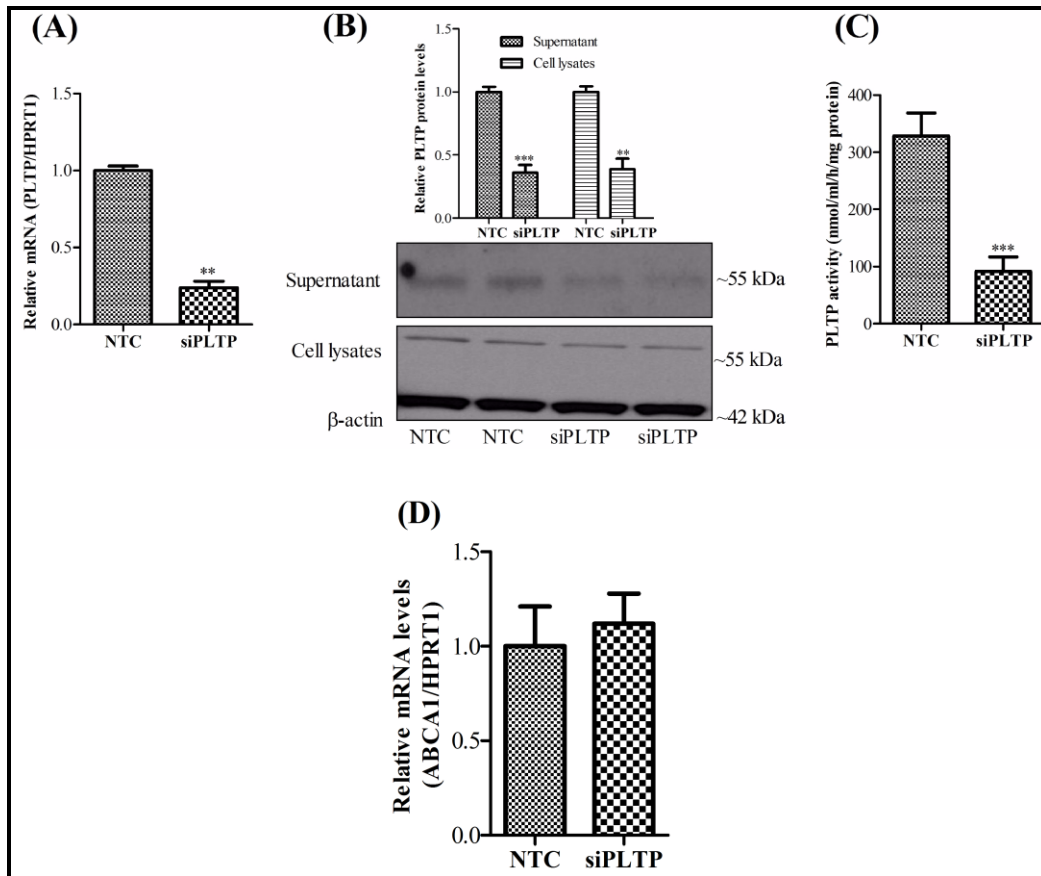 (A)
Relative mRNA (PLTP/HPRT1)
1.5
1.0
0.5
0.0
**
NTC
siPLTP
(B)
Relative PLTP protein levels
1.5
1.0
0.5
0.0
Supernatant
Cell lysates
***
**
NTC siPLTP NTC siPLTP
Supernatant
~55 kDa
Cell lysates
~55 kDa
β-actin
~42 kDa
NTC NTC siPLTP siPLTP
(C)
PLTP activity (nmol/ml/h/mg protein)
400
300
200
100
0
***
NTC siPLTP
(D)
Relative mRNA levels
(ABCA1/HPRT1)
1.5
1.0
0.5
0.0
NTC siPLTP